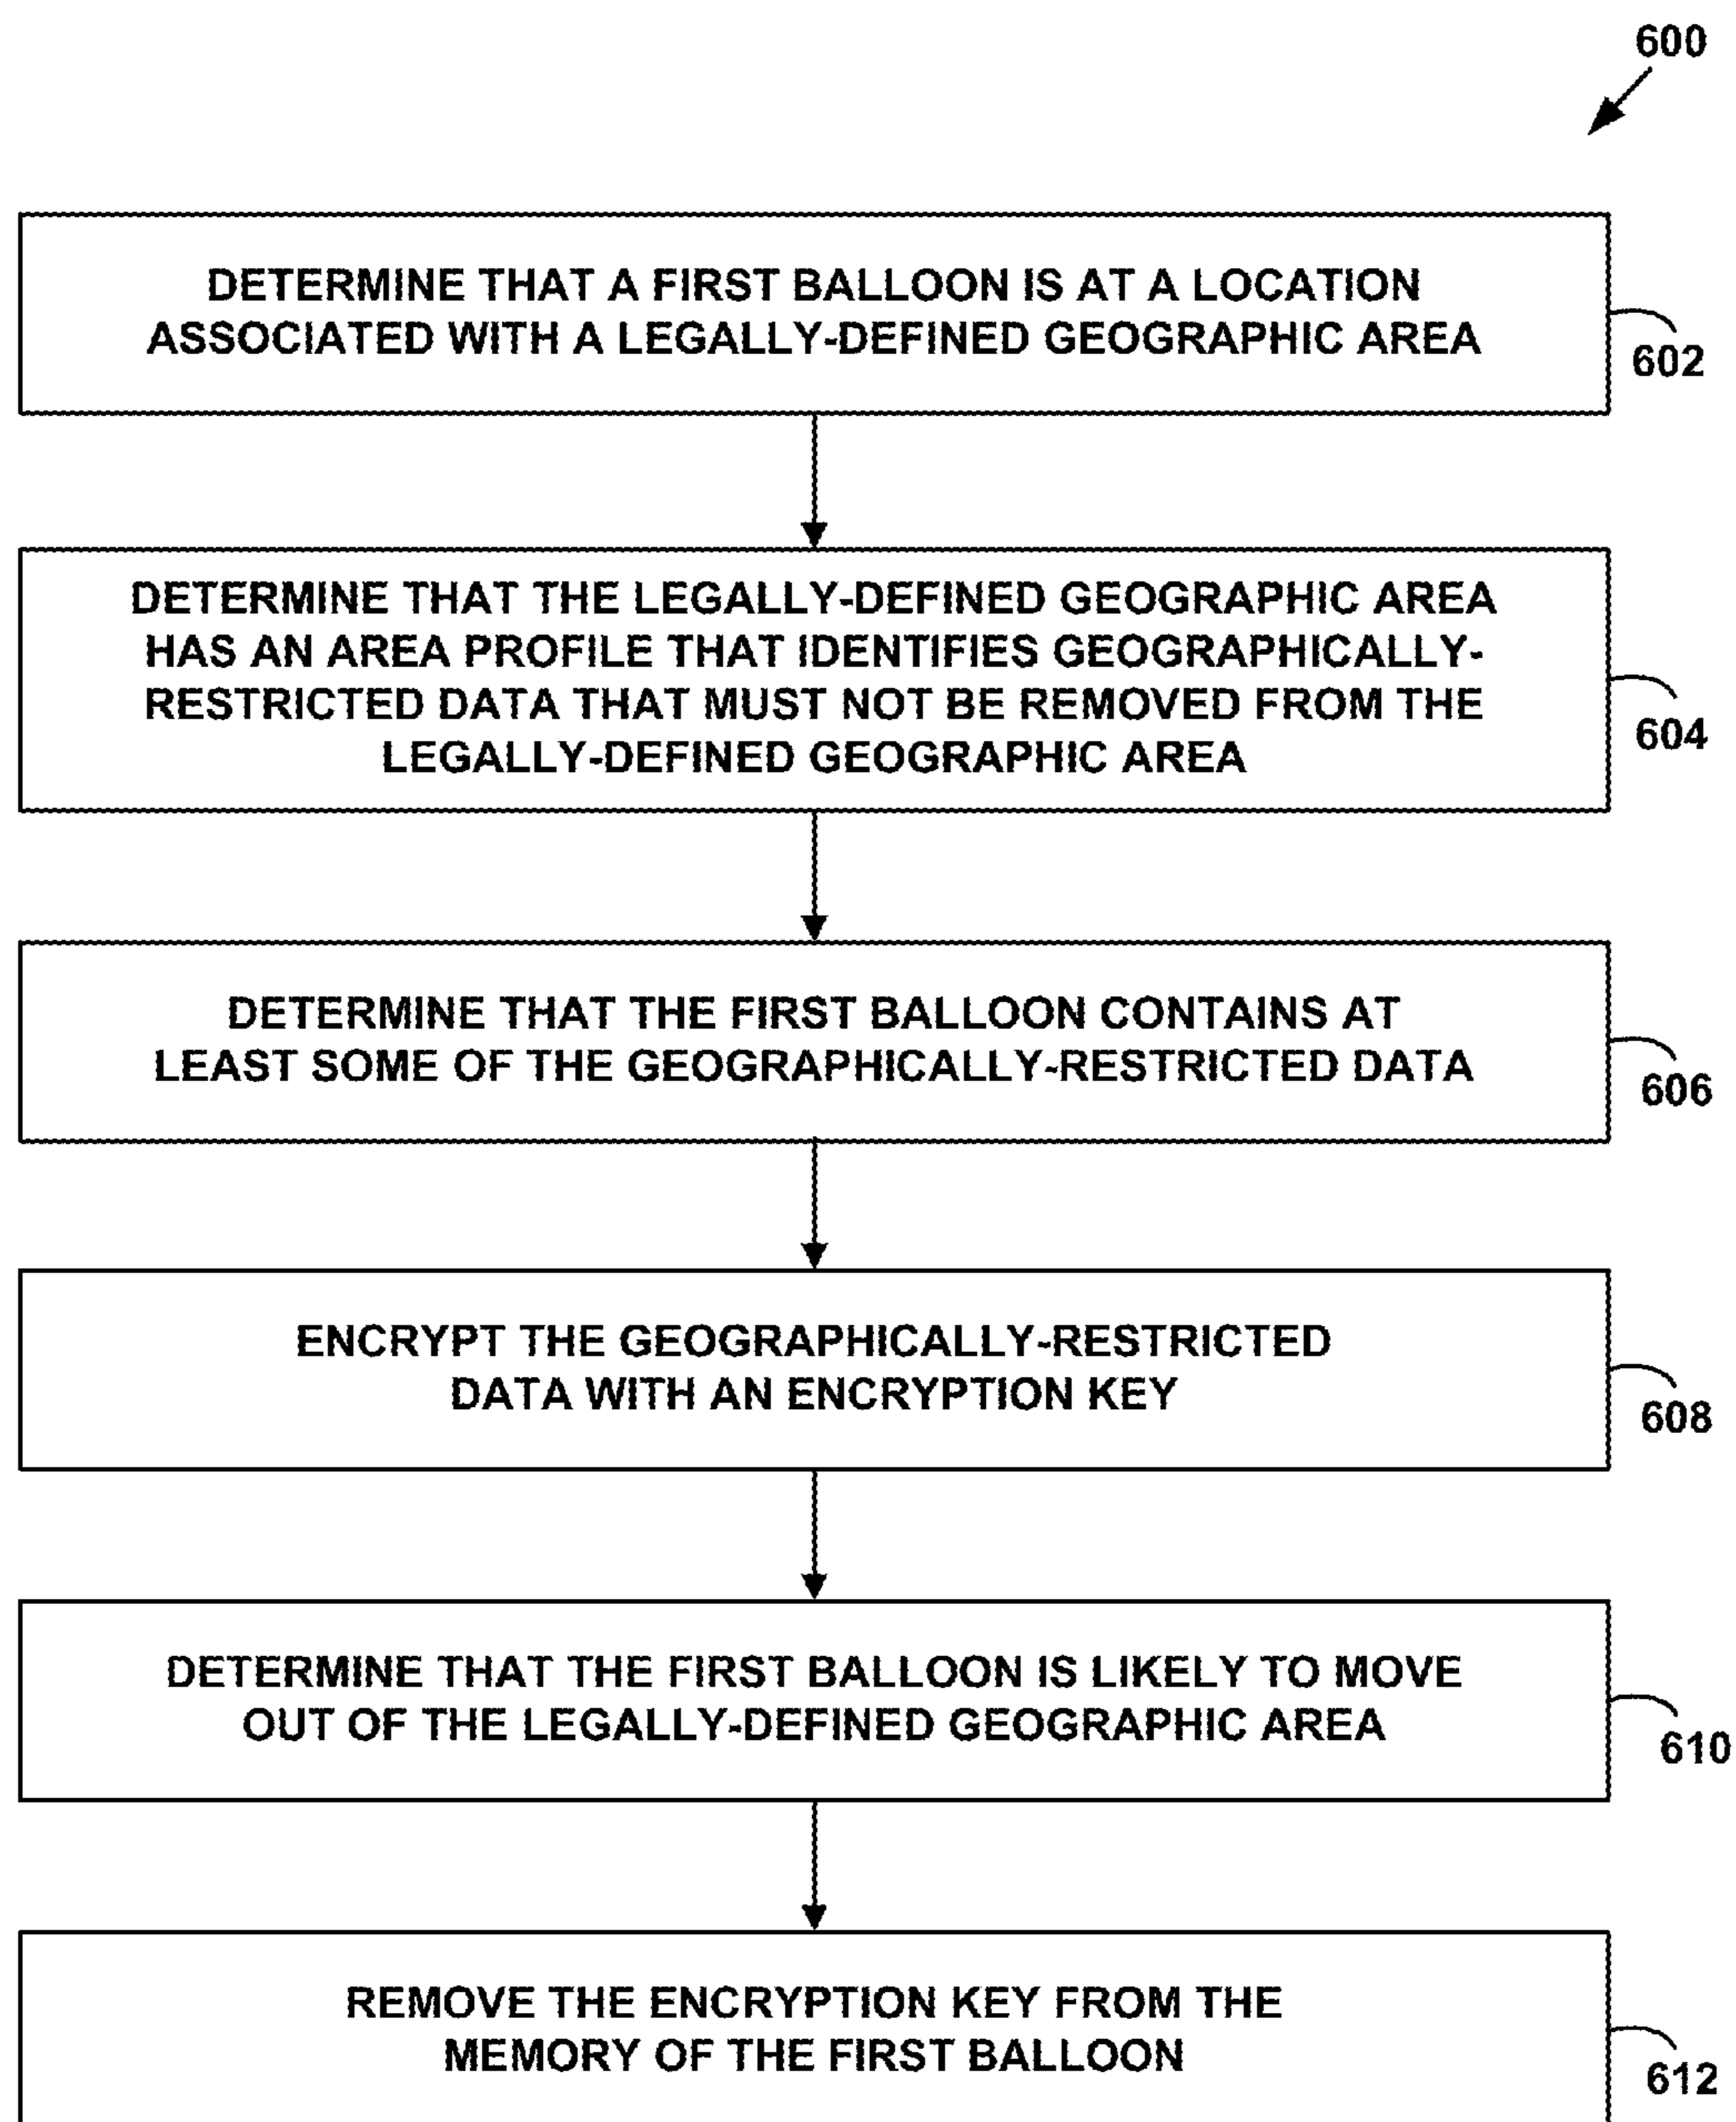 600
DETERMINE THAT A FIRST BALLOON IS AT A LOCATION
ASSOCIATED WITH A LEGALLY-DEFINED GEOGRAPHIC AREA
602
DETERMINE THAT THE LEGALLY-DEFINED GEOGRAPHIC AREA
HAS AN AREA PROFILE THAT IDENTIFIES GEOGRAPHICALLY-
RESTRICTED DATA THAT MUST NOT BE REMOVED FROM THE
LEGALLY-DEFINED GEOGRAPHIC AREA
604
DETERMINE THAT THE FIRST BALLOON CONTAINS AT
LEAST SOME OF THE GEOGRAPHICALLY-RESTRICTED DATA
606
ENCRYPT THE GEOGRAPHICALLY-RESTRICTED
DATA WITH AN ENCRYPTION KEY
608
DETERMINE THAT THE FIRST BALLOON IS LIKELY TO MOVE
OUT OF THE LEGALLY-DEFINED GEOGRAPHIC AREA
610
REMOVE THE ENCRYPTION KEY FROM THE
MEMORY OF THE FIRST BALLOON
612